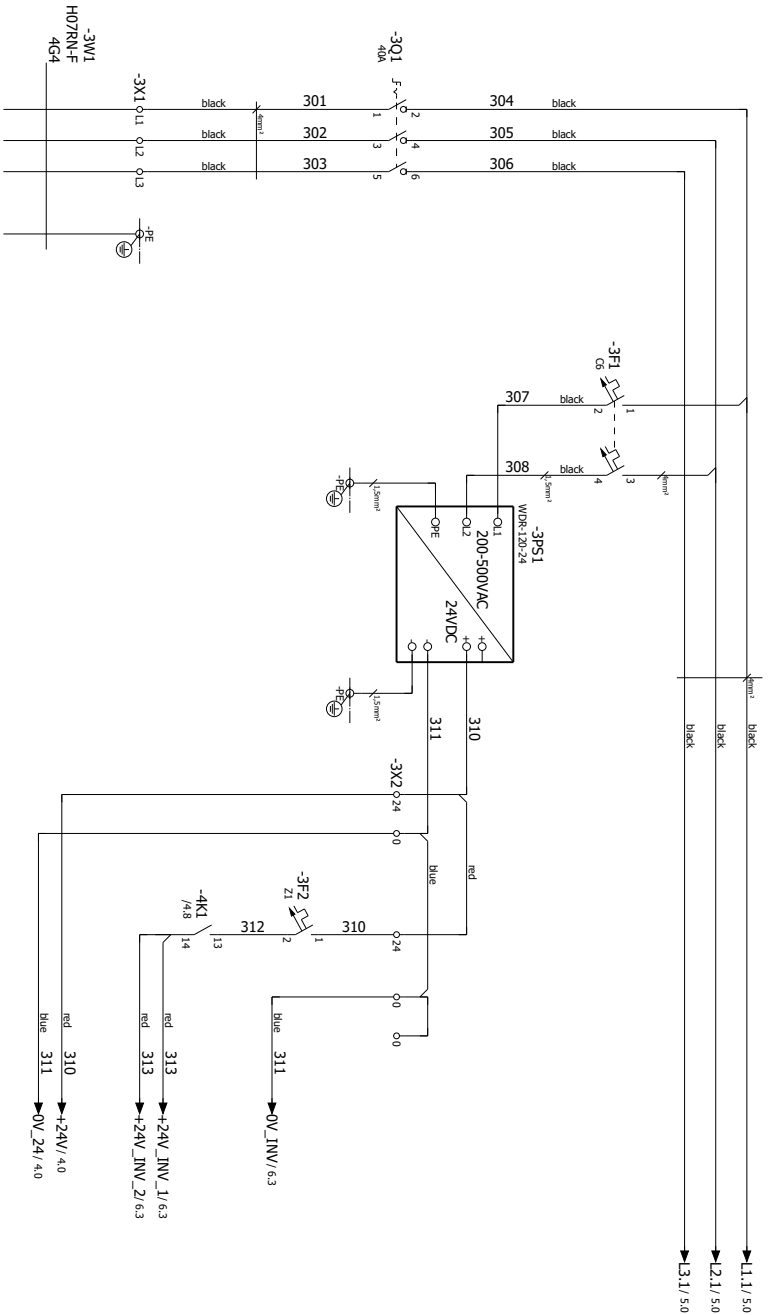 -3W1
H07RN-F
4G4
-3X1
L1
L2
L3
-PE
black
black
black
4mm²
301
302
303
-3Q1
40A
1
2
3
4
5
6
304
305
306
black
black
black
-3F1
C6
1
2
3
4
307
308
black
black
1,5mm²
4mm²
-PE
1,5mm²
-3PS1
WDR-120-24
L1
L2
PE
200-500VAC
24VDC
+
+
-
-
-PE
1,5mm²
4mm²
black
black
black
310
311
-3X2
24
0
24
0
0
red
blue
-3F2
Z1
1
2
310
312
-4K1
/4.8
13
14
red
313
+24V_INV_1/ 6.3
red
313
+24V_INV_2/ 6.3
311
0V_INV/ 6.3
red
310
+24V/ 4.0
blue
311
0V_24/ 4.0
L1.1/ 5.0
L2.1/ 5.0
L3.1/ 5.0